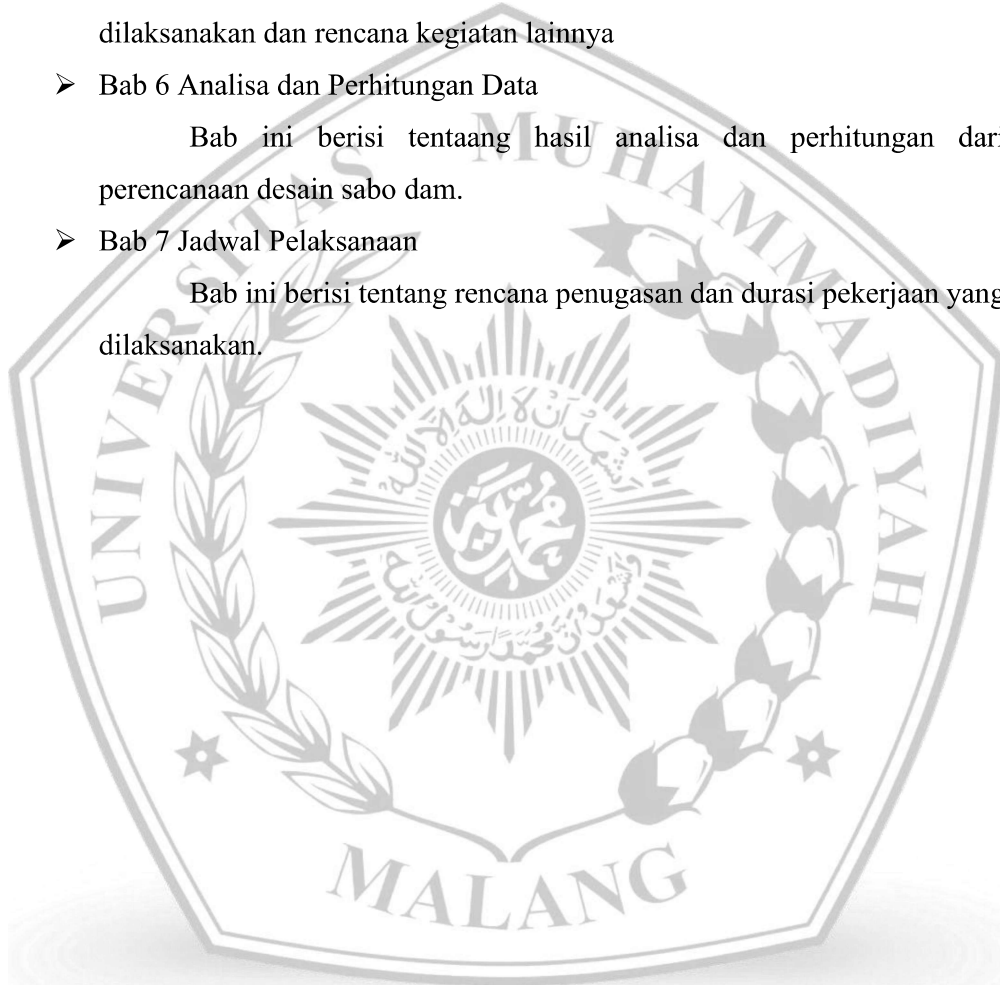 dilaksanakan dan rencana kegiatan lainnya
➢ Bab 6 Analisa dan Perhitungan Data
Bab ini berisi tentaang hasil analisa dan perhitungan dari
perencanaan desain sabo dam.
➢ Bab 7 Jadwal Pelaksanaan
Bab ini berisi tentang rencana penugasan dan durasi pekerjaan yang
dilaksanakan.
UNIVERSITAS MUHAMMADIYAH
MALANG